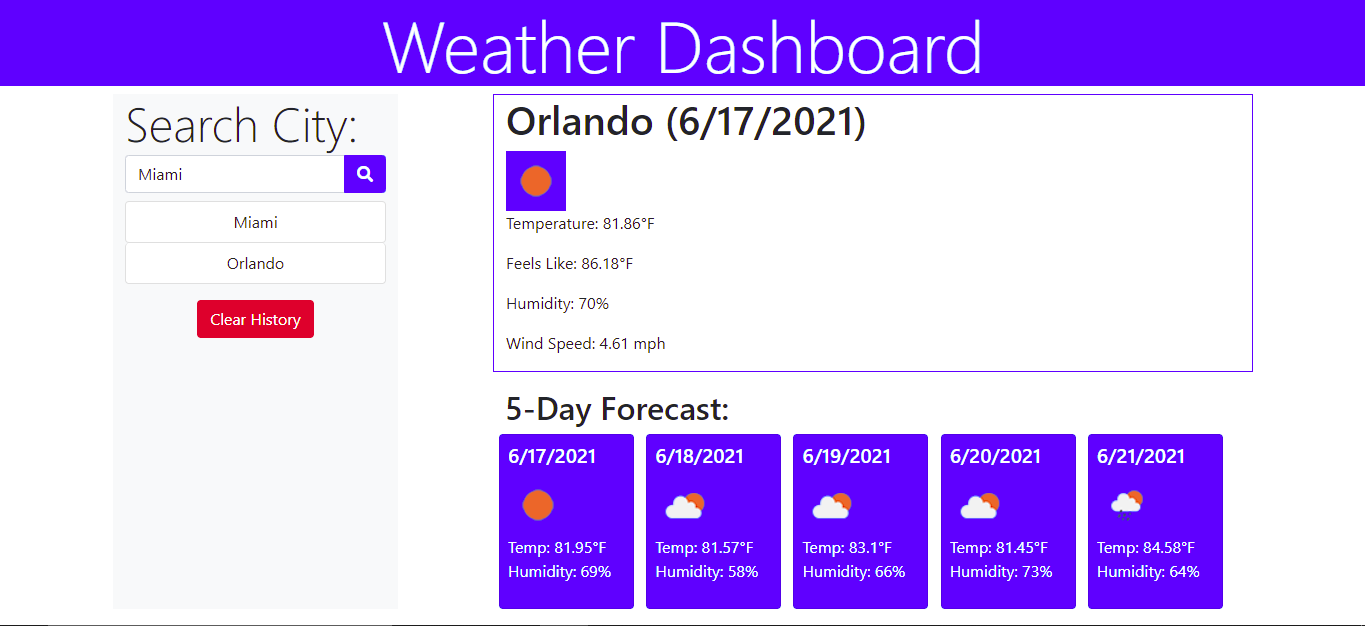 Weather Dashboard
Search City:
Miami
Miami
Orlando
Clear History
Orlando (6/17/2021)
Temperature: 81.86°F
Feels Like: 86.18°F
Humidity: 70%
Wind Speed: 4.61 mph
5-Day Forecast:
6/17/2021
Temp: 81.95°F
Humidity: 69%
6/18/2021
Temp: 81.57°F
Humidity: 58%
6/19/2021
Temp: 83.1°F
Humidity: 66%
6/20/2021
Temp: 81.45°F
Humidity: 73%
6/21/2021
Temp: 84.58°F
Humidity: 64%